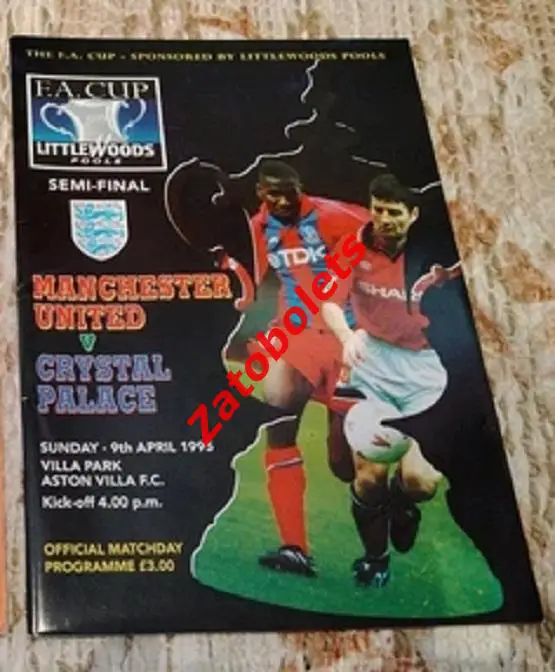 THE F.A. CUP - SPONSORED BY LITTLEWOODS POOLS
F.A. CUP
LITTLEWOODS
POOLS
SEMI-FINAL
MANCHESTER
UNITED
V
CRYSTAL
PALACE
SUNDAY - 9th APRIL 1995
VILLA PARK
ASTON VILLA F.C.
Kick-off 4.00 p.m.
OFFICIAL MATCHDAY
PROGRAMME £3.00
TDK
SHARP
Zatobolets